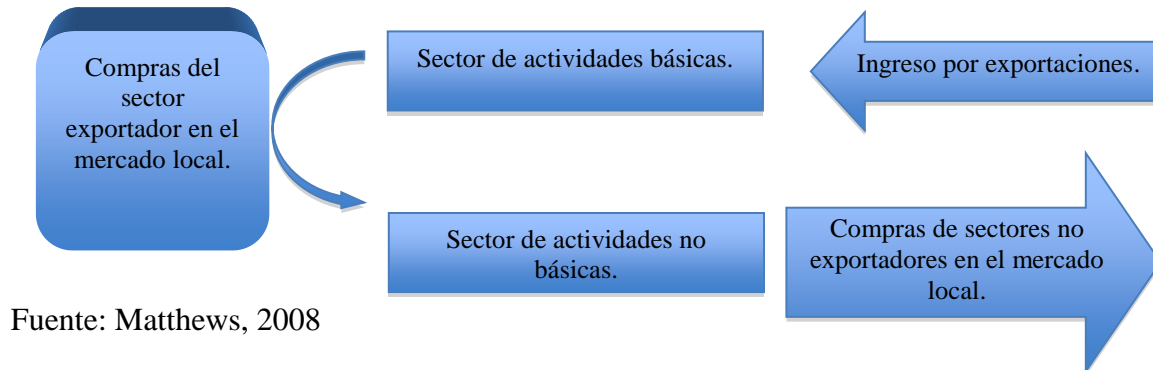 Compras del
sector
exportador en el
mercado local.
Sector de actividades básicas.
Ingreso por exportaciones.
Sector de actividades no
básicas.
Compras de sectores no
exportadores en el mercado
local.
Fuente: Matthews, 2008